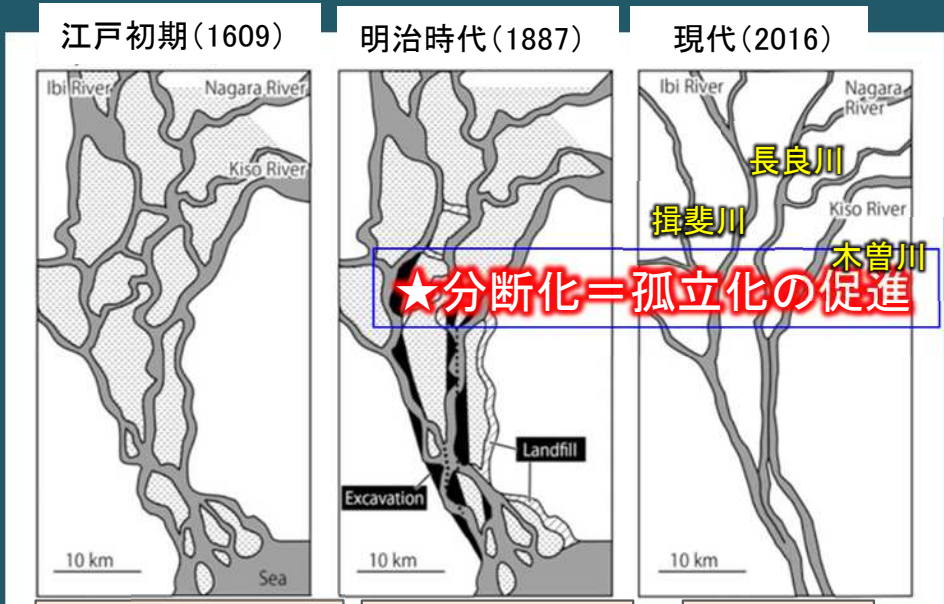 江戸初期(1609)
明治時代(1887)
現代(2016)
Ibi River
Nagara River
Kiso River
10 km
Sea
Excavation
Landfill
10 km
Ibi River
Nagara
River
長良川
Kiso River
揖斐川
木曽川
★分断化＝孤立化の促進
10 km